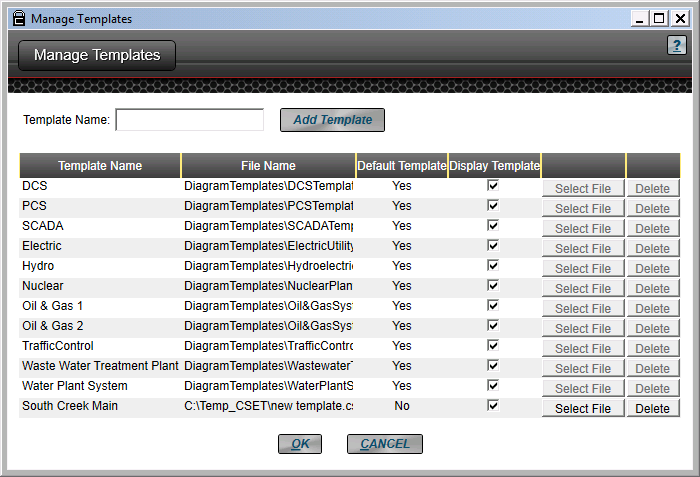 Manage Templates
?
Manage Templates
Template Name: Add Template
Template Name File Name Default Template Display Template
DCS DiagramTemplates\DCSTemplat Yes Select File Delete
PCS DiagramTemplates\PCSTemplat Yes Select File Delete
SCADA DiagramTemplates\SCADATemp Yes Select File Delete
Electric DiagramTemplates\ElectricUtility Yes Select File Delete
Hydro DiagramTemplates\Hydroelectri Yes Select File Delete
Nuclear DiagramTemplates\NuclearPlan Yes Select File Delete
Oil & Gas 1 DiagramTemplates\Oil&GasSys Yes Select File Delete
Oil & Gas 2 DiagramTemplates\Oil&GasSys Yes Select File Delete
TrafficControl DiagramTemplates\TrafficContro Yes Select File Delete
Waste Water Treatment Plant DiagramTemplates\WastewaterT Yes Select File Delete
Water Plant System DiagramTemplates\WaterPlantS Yes Select File Delete
South Creek Main C:\Temp_CSET\new template.cs No Select File Delete
OK CANCEL